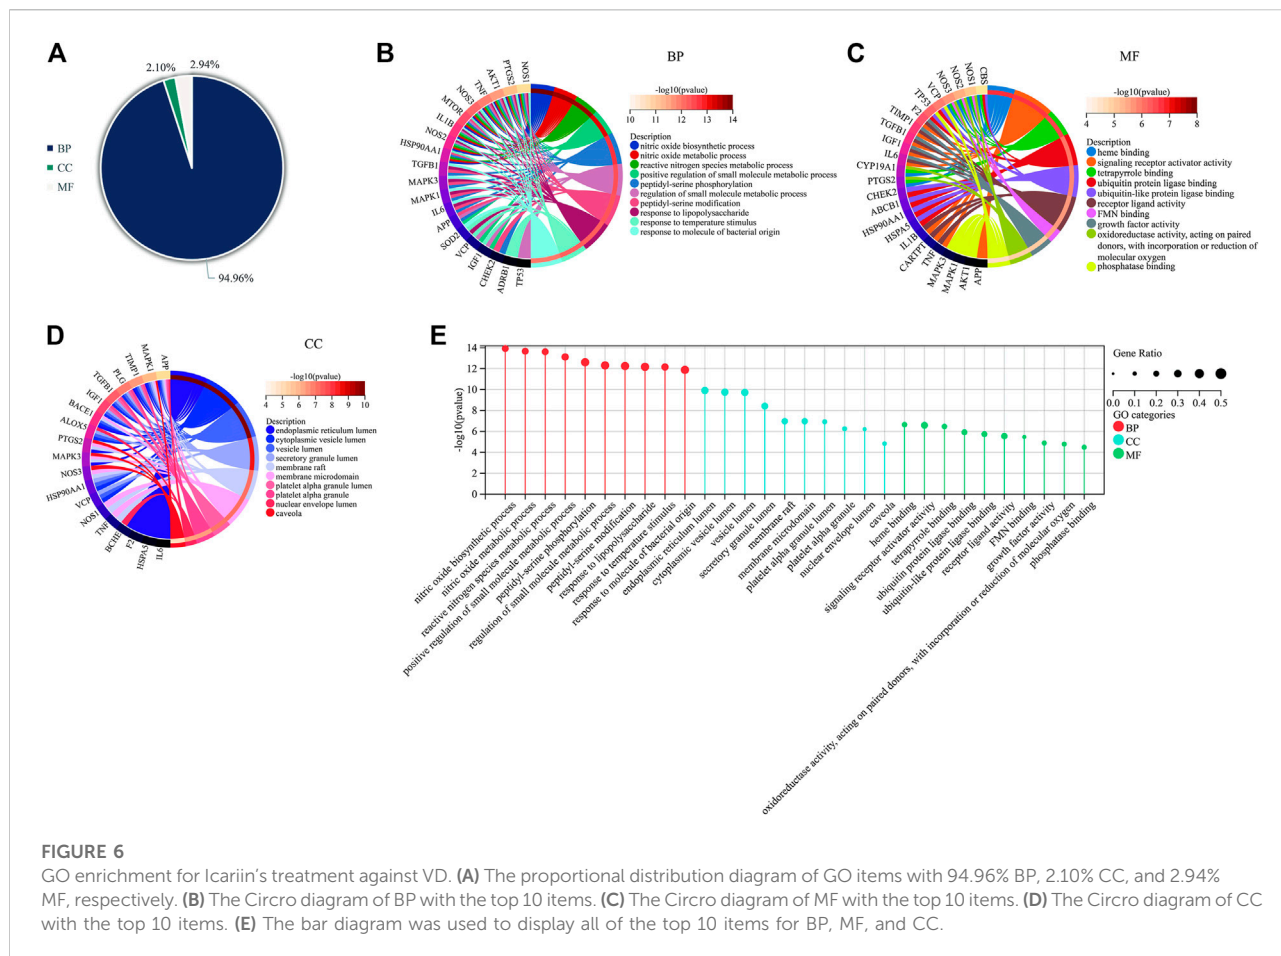 A
2.10%
2.94%
BP
CC
MF
94.96%
B
BP
NOS1
PTGS2
AKT1
TNF
NOS3
MTOR
IL1B
NOS2
HSP90AA1
TGFB1
MAPK3
MAPK1
IL6
APP
SOD2
VCP
IGF1
CHEK2
ADRB1
TP53
-log10(pvalue)
10 11 12 13 14
Description
nitric oxide biosynthetic process
nitric oxide metabolic process
reactive nitrogen species metabolic process
positive regulation of small molecule metabolic process
peptidyl-serine phosphorylation
regulation of small molecule metabolic process
peptidyl-serine modification
response to lipopolysaccharide
response to temperature stimulus
response to molecule of bacterial origin
C
MF
CBS
NOS1
NOS2
NOS3
VCP
TP53
F2
TIMP1
TGFB1
IGF1
IL6
CYP19A1
PTGS2
CHEK2
ABCB1
HSP90AA1
HSPA5
IL1B
CARTPT
TNF
MAPK3
MAPK1
AKT1
APP
-log10(pvalue)
4 5 6 7 8
Description
heme binding
signaling receptor activator activity
tetrapyrrole binding
ubiquitin protein ligase binding
ubiquitin-like protein ligase binding
receptor ligand activity
FMN binding
growth factor activity
oxidoreductase activity, acting on paired
donors, with incorporation or reduction of
molecular oxygen
phosphatase binding
D
CC
APP
MAPK1
TIMP1
PLG
TGFB1
IGF1
BACE1
ALOX5
PTGS2
MAPK3
NOS3
HSP90AA1
VCP
NOS1
TNF
BCHE
F2
HSPA5
IL6
-log10(pvalue)
4 5 6 7 8 9 10
Description
endoplasmic reticulum lumen
cytoplasmic vesicle lumen
vesicle lumen
secretory granule lumen
membrane raft
membrane microdomain
platelet alpha granule lumen
platelet alpha granule
nuclear envelope lumen
caveola
E
-log10(pvalue)
14
12
10
8
6
4
2
0
nitric oxide biosynthetic process
nitric oxide metabolic process
reactive nitrogen species metabolic process
positive regulation of small molecule metabolic process
peptidyl-serine phosphorylation
regulation of small molecule metabolic process
peptidyl-serine modification
response to lipopolysaccharide
response to temperature stimulus
response to molecule of bacterial origin
endoplasmic reticulum lumen
cytoplasmic vesicle lumen
vesicle lumen
secretory granule lumen
membrane raft
membrane microdomain
platelet alpha granule lumen
platelet alpha granule
nuclear envelope lumen
caveola
heme binding
signaling receptor activator activity
tetrapyrrole binding
ubiquitin protein ligase binding
ubiquitin-like protein ligase binding
receptor ligand activity
FMN binding
growth factor activity
oxidoreductase activity, acting on paired donors, with incorporation or reduction of molecular oxygen
phosphatase binding
Gene Ratio
0.0 0.1 0.2 0.3 0.4 0.5
GO categories
BP
CC
MF
FIGURE 6
GO enrichment for Icariin's treatment against VD. (A) The proportional distribution diagram of GO items with 94.96% BP, 2.10% CC, and 2.94%
MF, respectively. (B) The Circro diagram of BP with the top 10 items. (C) The Circro diagram of MF with the top 10 items. (D) The Circro diagram of CC
with the top 10 items. (E) The bar diagram was used to display all of the top 10 items for BP, MF, and CC.